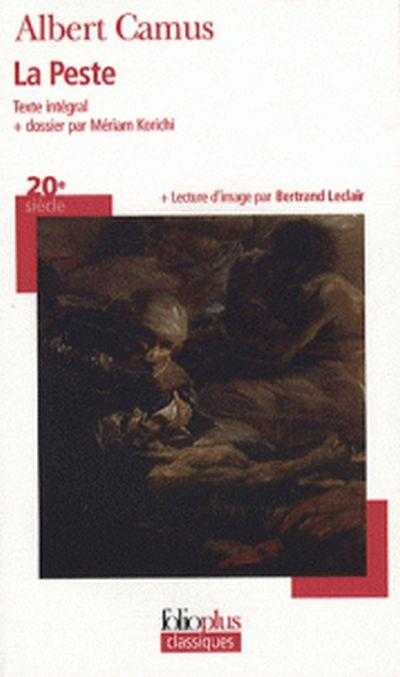 Albert Camus
La Peste
Texte intégral
+ dossier par Mériam Korichi
20e
siècle
+ Lecture d'image par Bertrand Leclair
folioplus
classiques